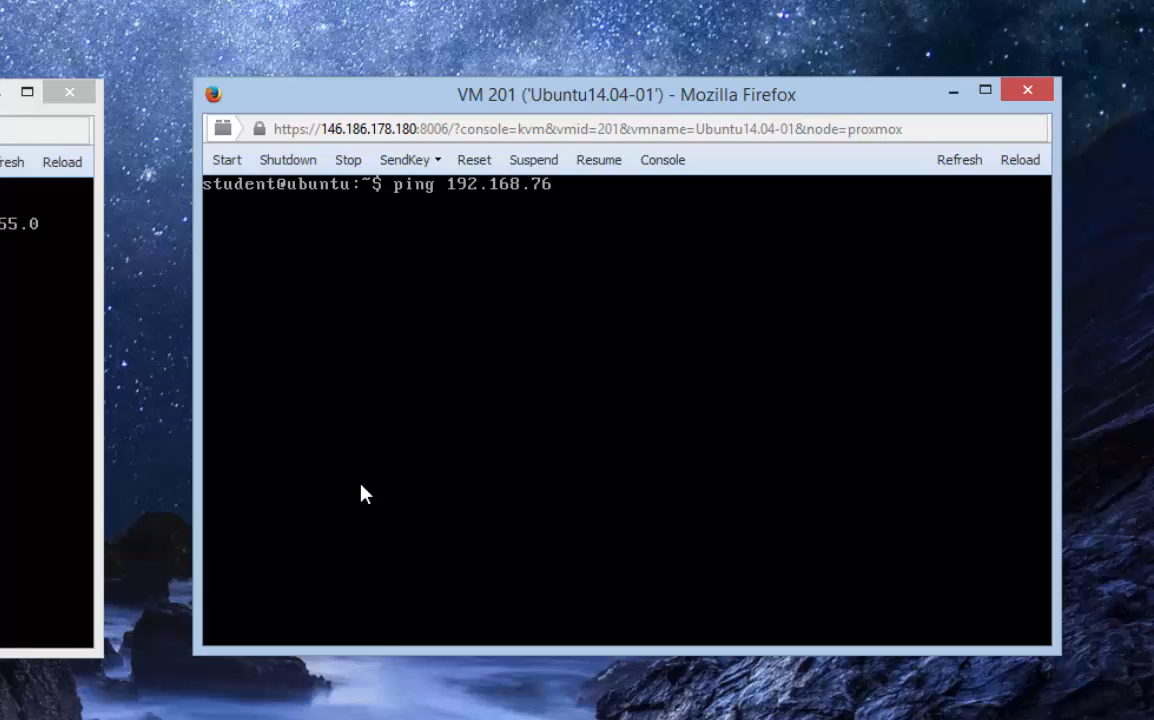 VM 201 ('Ubuntu14.04-01') - Mozilla Firefox
https://146.186.178.180:8006/?console=kvm&vmid=201&vmname=Ubuntu14.04-01&node=proxmox
resh Reload
Start Shutdown Stop SendKey Reset Suspend Resume Console Refresh Reload
student@ubuntu:~$ ping 192.168.76
55.0